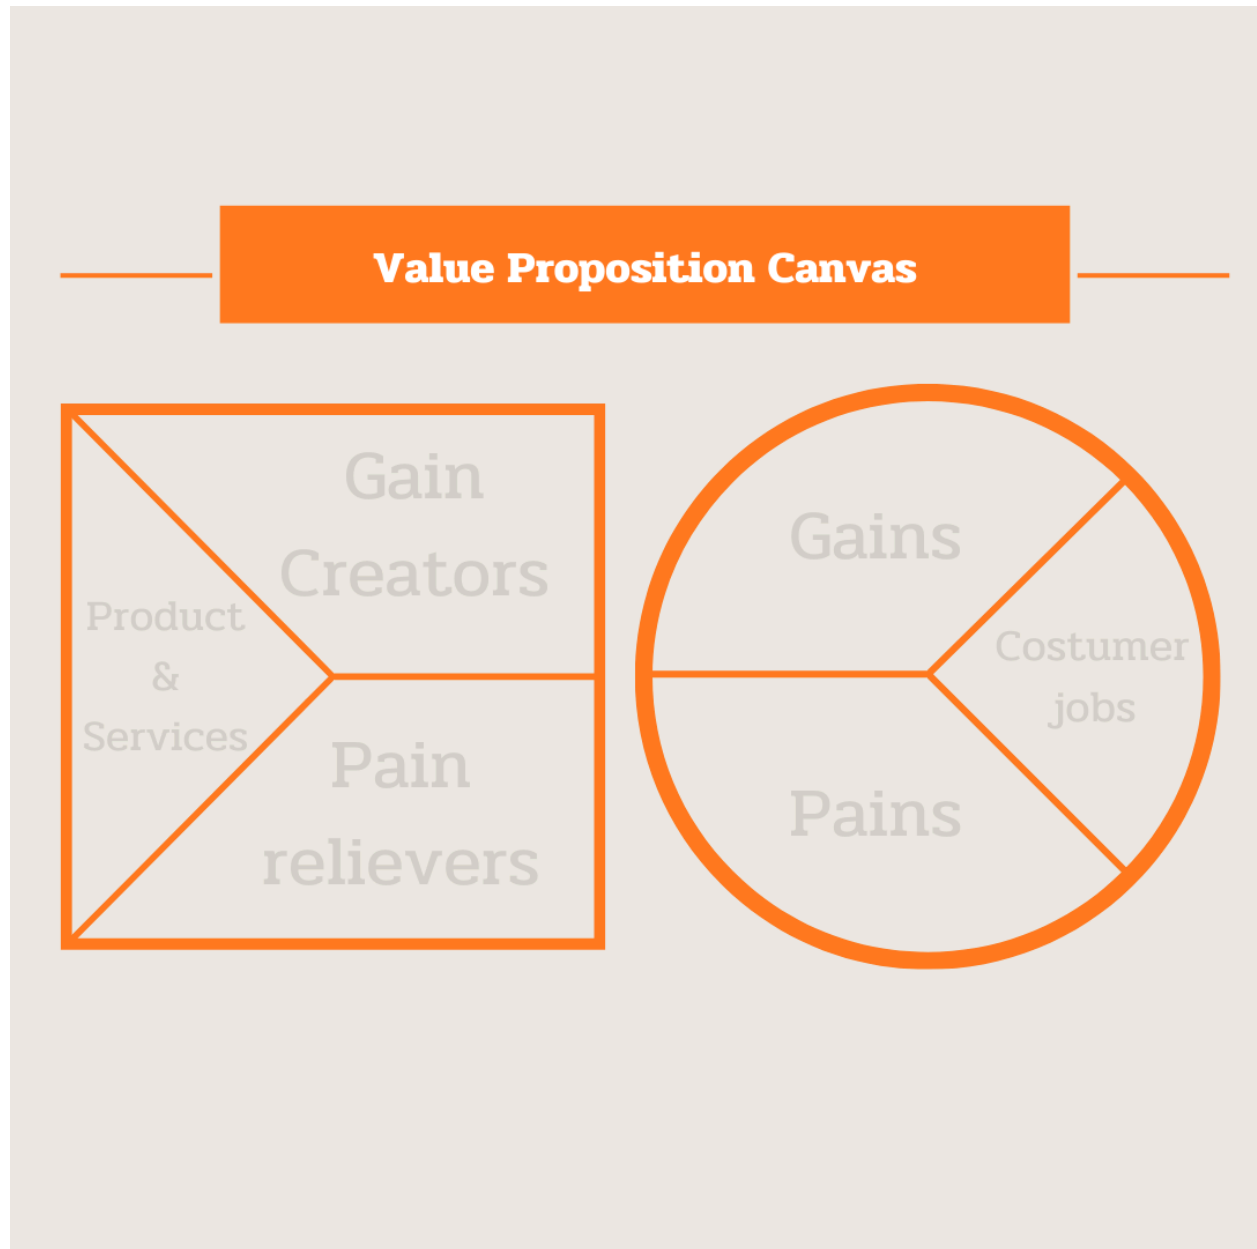 Value Proposition Canvas
Gain
Creators
Product
&
Services
Pain
relievers
Gains
Costumer
jobs
Pains